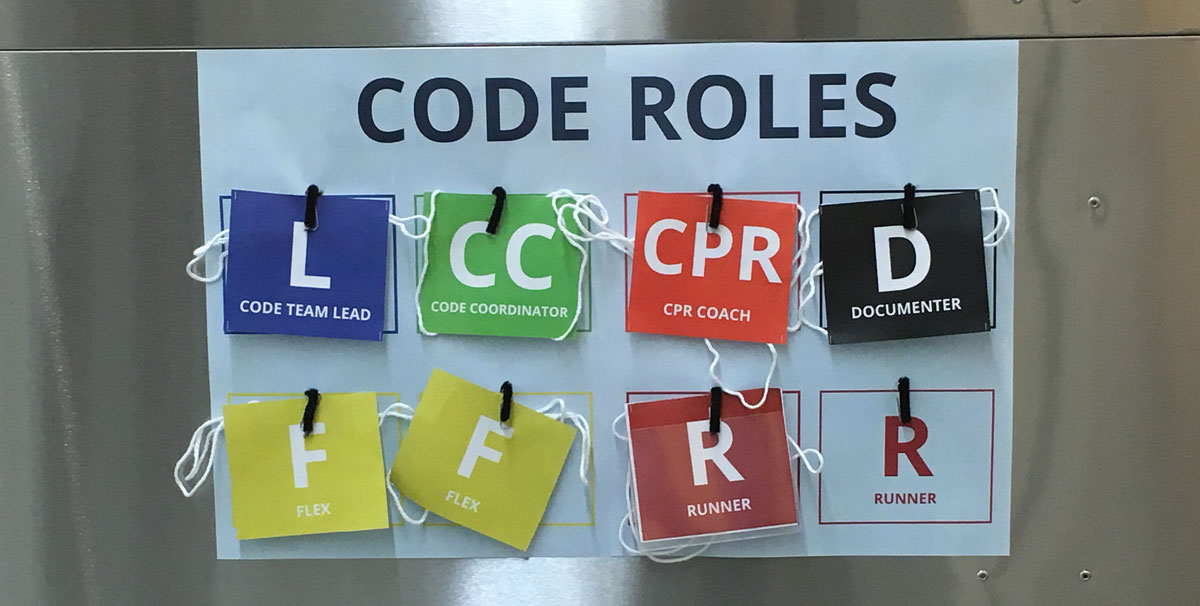 CODE ROLES
L
CODE TEAM LEAD
CC
CODE COORDINATOR
CPR
CPR COACH
D
DOCUMENTER
F
FLEX
F
FLEX
R
RUNNER
R
RUNNER